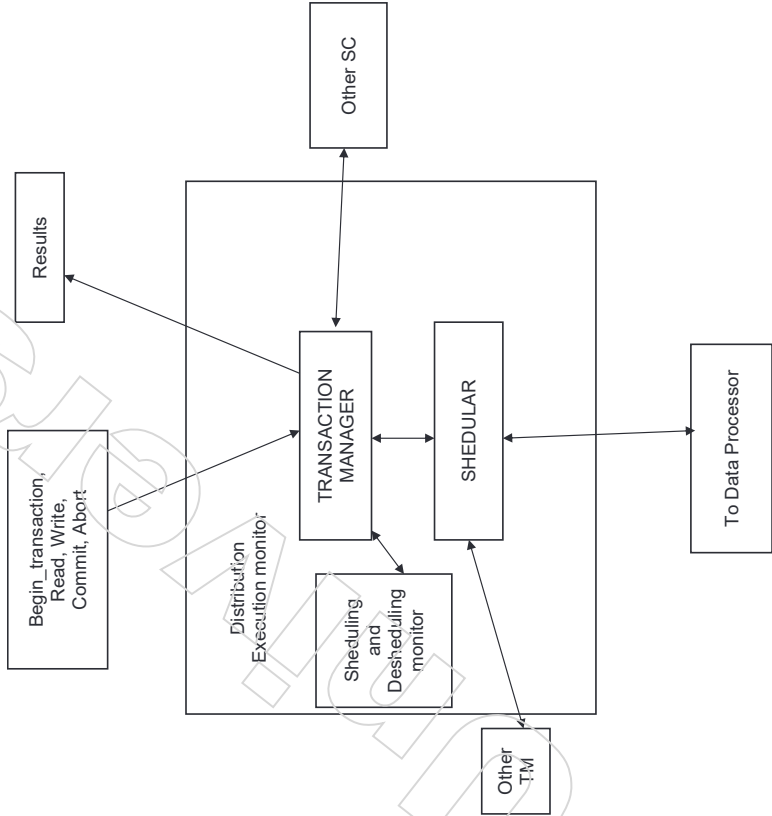 Begin_transaction,
Read, Write,
Commit, Abort
Results
Distribution
Execution monitor
TRANSACTION
MANAGER
Other SC
Sheduling
and
Desheduling
monitor
SHEDULAR
Other
TM
To Data Processor